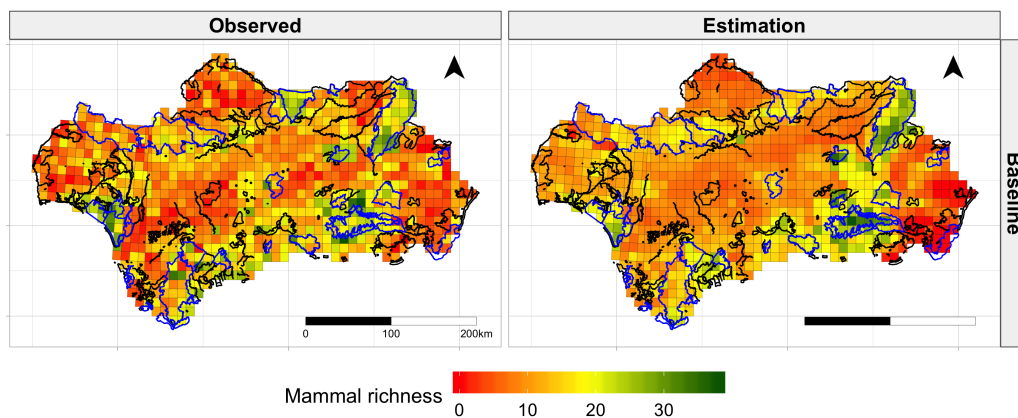 Observed
Estimation
Baseline
0
100
200km
Mammal richness
0
10
20
30